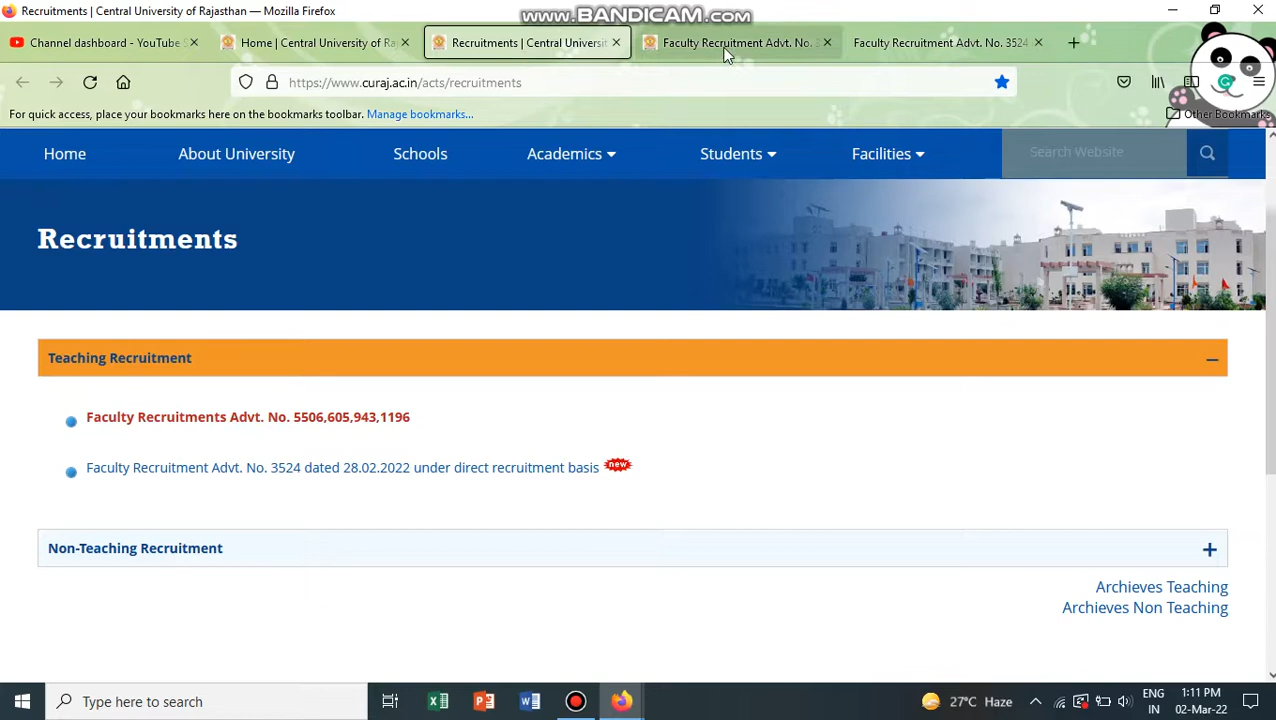 Recruitments | Central University of Rajasthan — Mozilla Firefox
www.BANDICAM.com
Channel dashboard - YouTube S
Home | Central University of Ra
Recruitments | Central Universit
Faculty Recruitment Advt. No. 3
Faculty Recruitment Advt. No. 3524
https://www.curaj.ac.in/acts/recruitments
For quick access, place your bookmarks here on the bookmarks toolbar. Manage bookmarks...
Other Bookmarks
Home
About University
Schools
Academics
Students
Facilities
Search Website
Recruitments
Teaching Recruitment
Faculty Recruitments Advt. No. 5506,605,943,1196
Faculty Recruitment Advt. No. 3524 dated 28.02.2022 under direct recruitment basis new
Non-Teaching Recruitment
Archieves Teaching
Archieves Non Teaching
Type here to search
27°C Haze
ENG
IN
1:11 PM
02-Mar-22